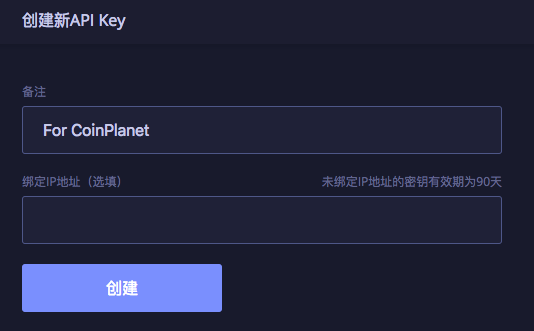 创建新API Key
备注
For CoinPlanet
绑定IP地址（选填）
未绑定IP地址的密钥有效期为90天
创建